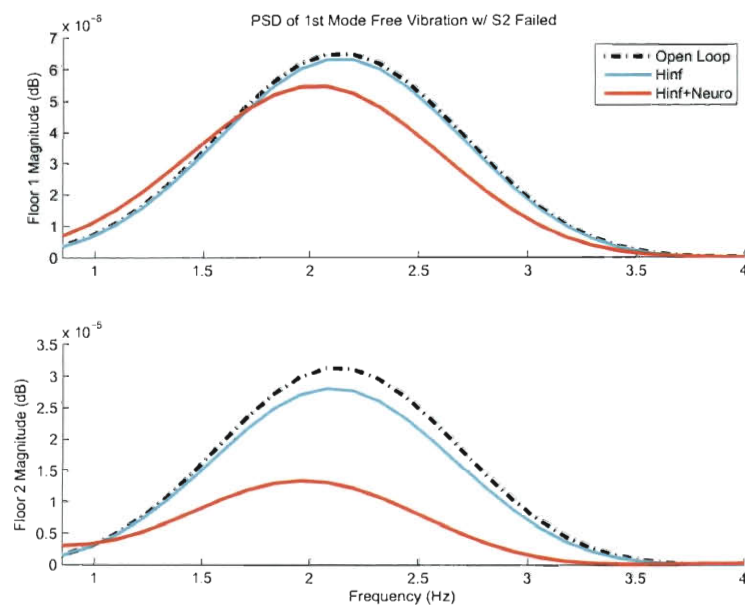 PSD of 1st Mode Free Vibration w/ S2 Failed
x 10^-6
Floor 1 Magnitude (dB)
7
6
5
4
3
2
1
0
1 1.5 2 2.5 3 3.5 4
Open Loop
Hinf
Hinf+Neuro
x 10^-5
Floor 2 Magnitude (dB)
3.5
3
2.5
2
1.5
1
0.5
0
1 1.5 2 2.5 3 3.5 4
Frequency (Hz)